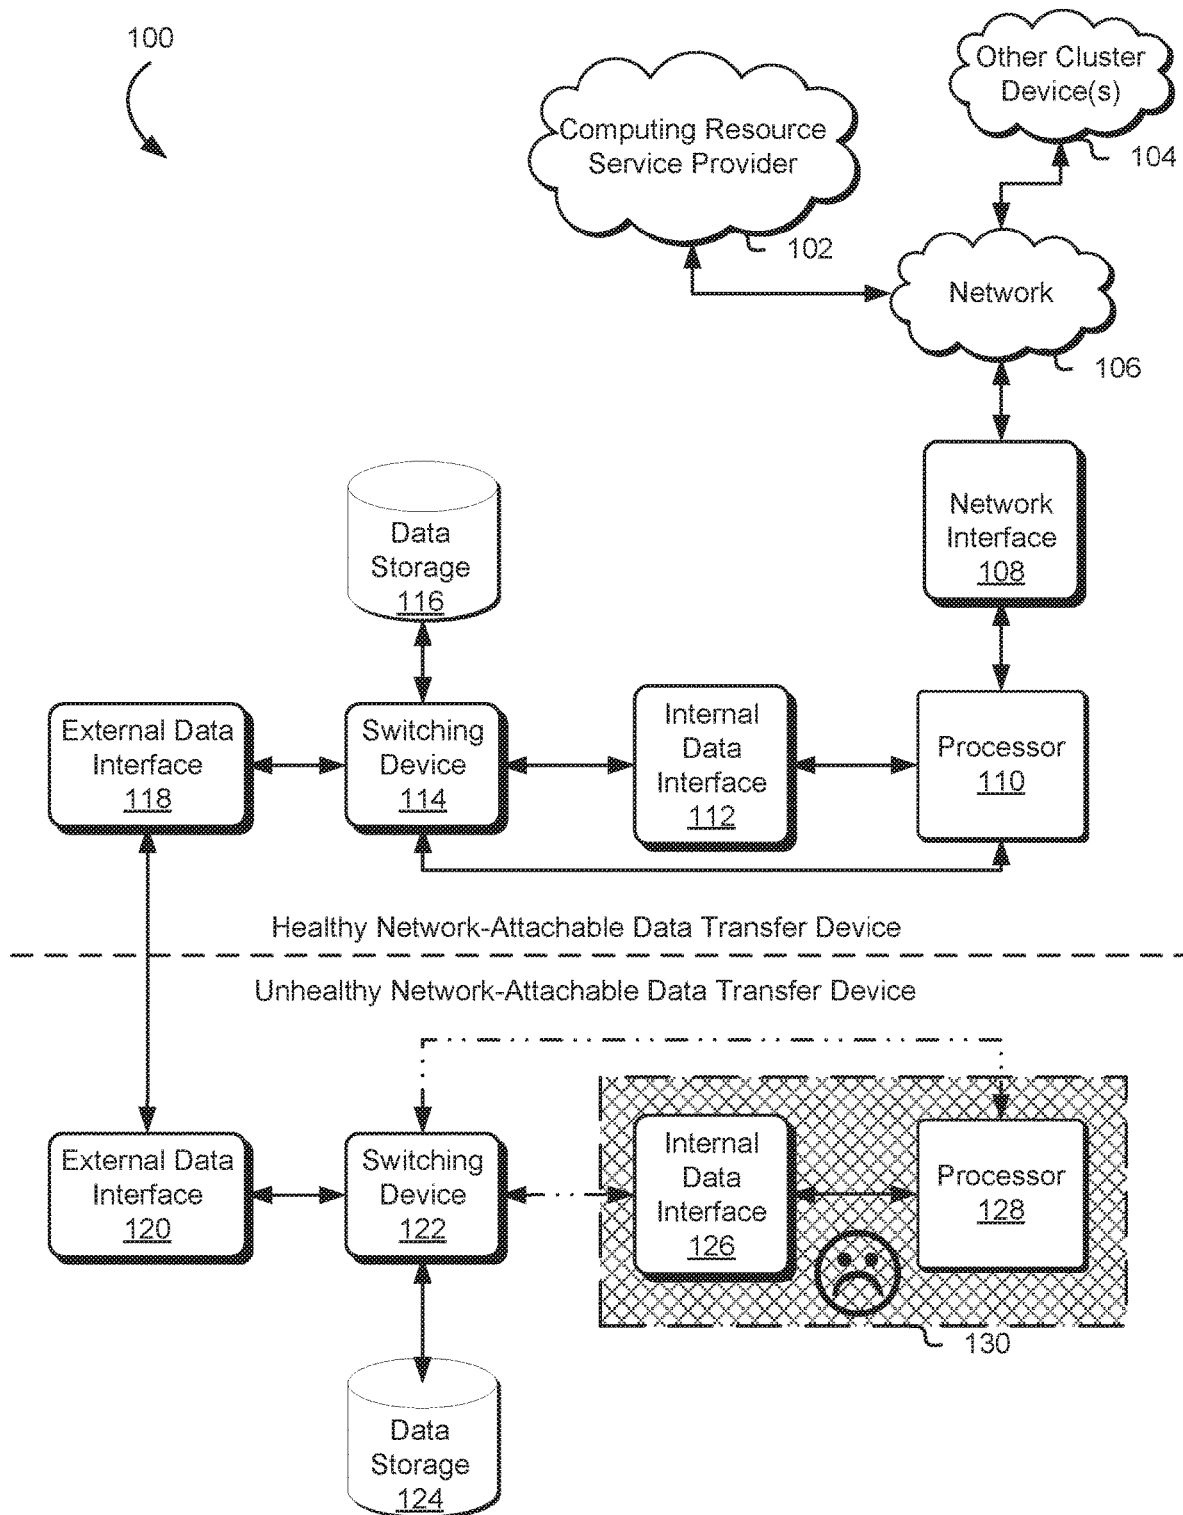 100
Other Cluster
Device(s)
104
Computing Resource
Service Provider
102
Network
106
Network
Interface
108
Data
Storage
116
External Data
Interface
118
Switching
Device
114
Internal
Data
Interface
112
Processor
110
Healthy Network-Attachable Data Transfer Device
Unhealthy Network-Attachable Data Transfer Device
External Data
Interface
120
Switching
Device
122
Internal
Data
Interface
126
Processor
128
130
Data
Storage
124